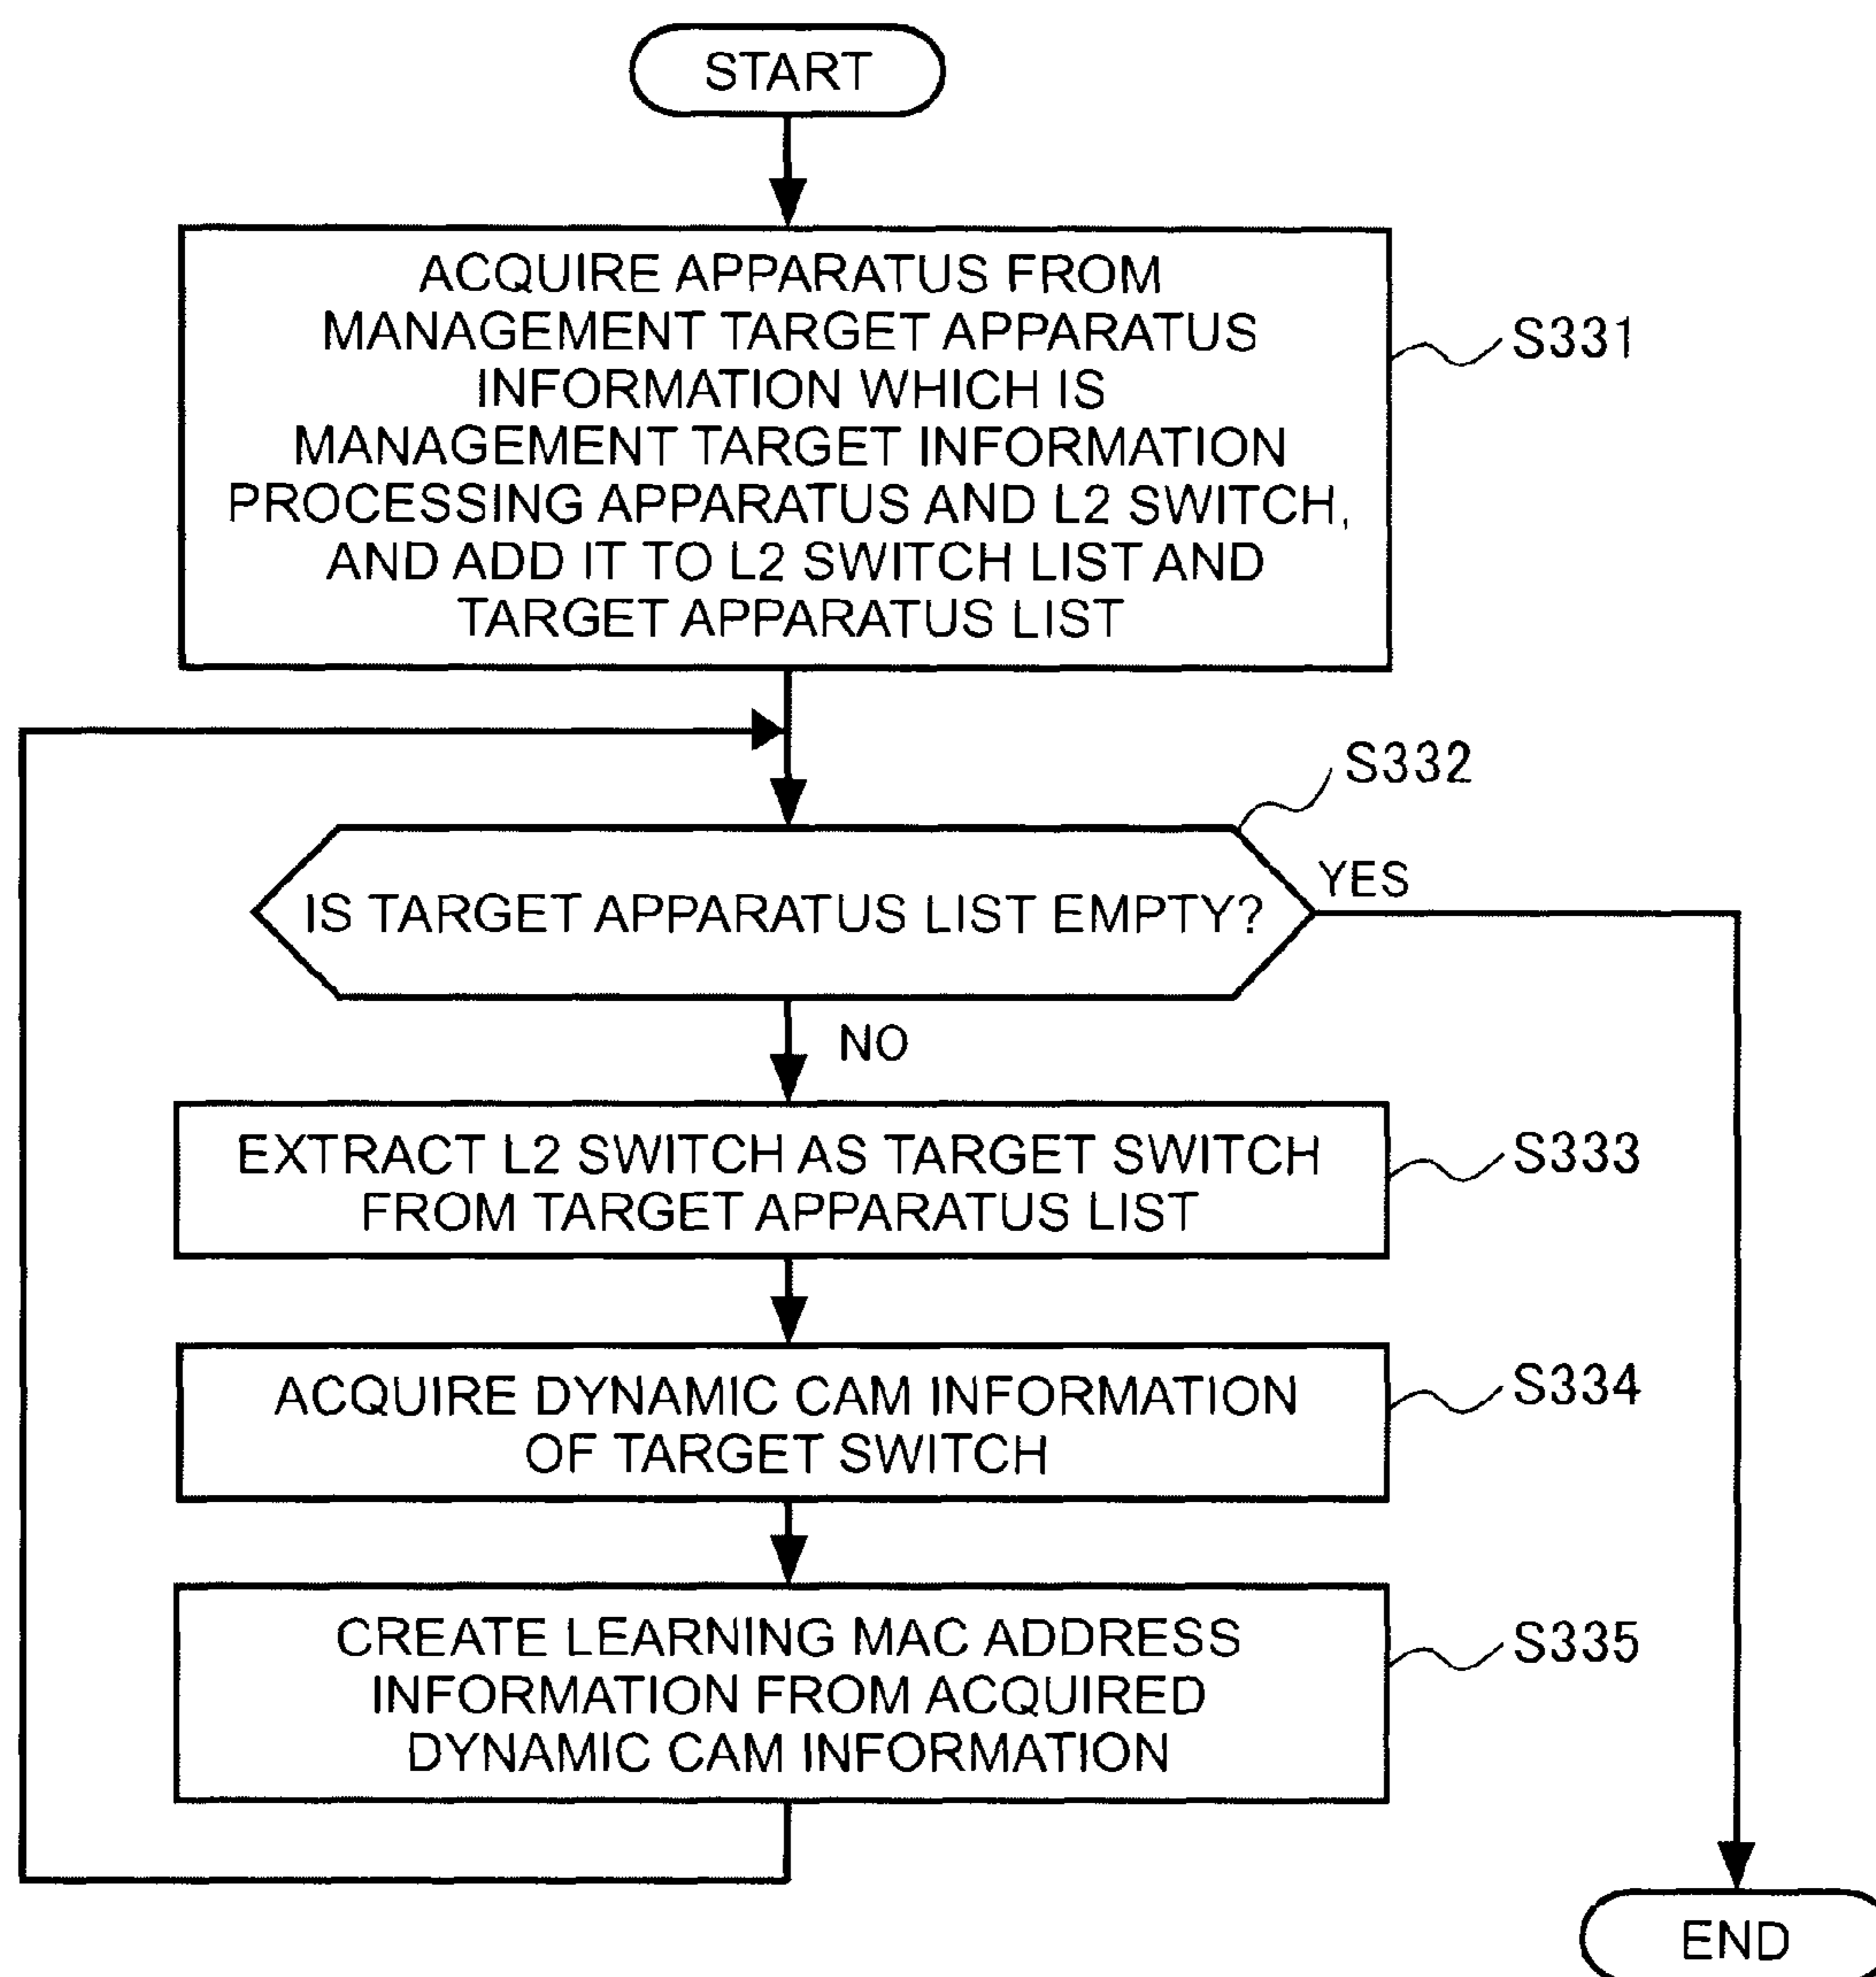 START
ACQUIRE APPARATUS FROM
MANAGEMENT TARGET APPARATUS
INFORMATION WHICH IS
MANAGEMENT TARGET INFORMATION
PROCESSING APPARATUS AND L2 SWITCH,
AND ADD IT TO L2 SWITCH LIST AND
TARGET APPARATUS LIST
S331
S332
IS TARGET APPARATUS LIST EMPTY?
YES
NO
EXTRACT L2 SWITCH AS TARGET SWITCH
FROM TARGET APPARATUS LIST
S333
ACQUIRE DYNAMIC CAM INFORMATION
OF TARGET SWITCH
S334
CREATE LEARNING MAC ADDRESS
INFORMATION FROM ACQUIRED
DYNAMIC CAM INFORMATION
S335
END